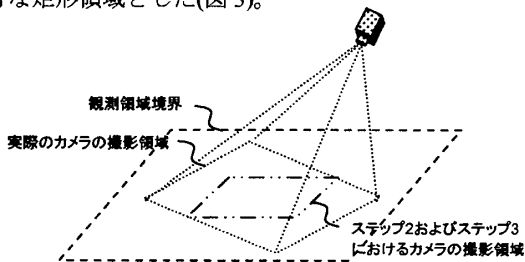 な矩形領域とした(図3)。
観測領域境界
実際のカメラの撮影領域
ステップ2およびステップ3
におけるカメラの撮影領域